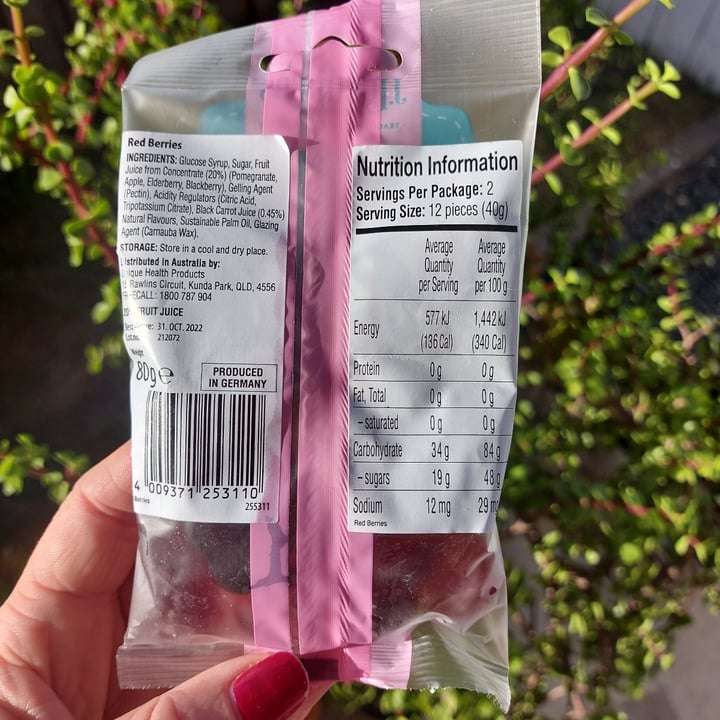 Red Berries
INGREDIENTS: Glucose Syrup, Sugar, Fruit
Juice from Concentrate (20%) (Pomegranate,
Apple, Elderberry, Blackberry), Gelling Agent
(Pectin), Acidity Regulators (Citric Acid,
Tripotassium Citrate), Black Carrot Juice (0.45%)
Natural Flavours, Sustainable Palm Oil, Glazing
Agent (Carnauba Wax).
STORAGE: Store in a cool and dry place.
Distributed in Australia by:
Health Products
Rawlins Circuit, Kunda Park, QLD, 4556
RECALL: 1800 787 904
FRUIT JUICE
31. OCT. 2022
212072
Weight
80g e
PRODUCED
IN GERMANY
4 009371 253110
Berries
255311
Nutrition Information
Servings Per Package: 2
Serving Size: 12 pieces (40g)
Average Quantity per Serving Average Quantity per 100 g
Energy 577 kJ (136 Cal) 1,442 kJ (340 Cal)
Protein 0 g 0 g
Fat, Total 0 g 0 g
– saturated 0 g 0 g
Carbohydrate 34 g 84 g
– sugars 19 g 48 g
Sodium 12 mg 29 mg
Red Berries